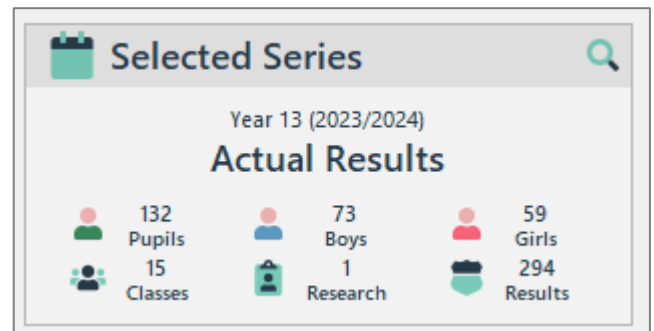 Selected Series
Year 13 (2023/2024)
Actual Results
132 73 59
Pupils Boys Girls
15 1 294
Classes Research Results